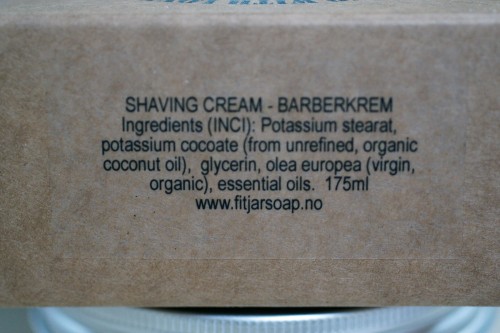 SHAVING CREAM - BARBERKREM
Ingredients (INCI): Potassium stearat,
potassium cocoate (from unrefined, organic
coconut oil), glycerin, olea europea (virgin,
organic), essential oils. 175ml
www.fitjarsoap.no